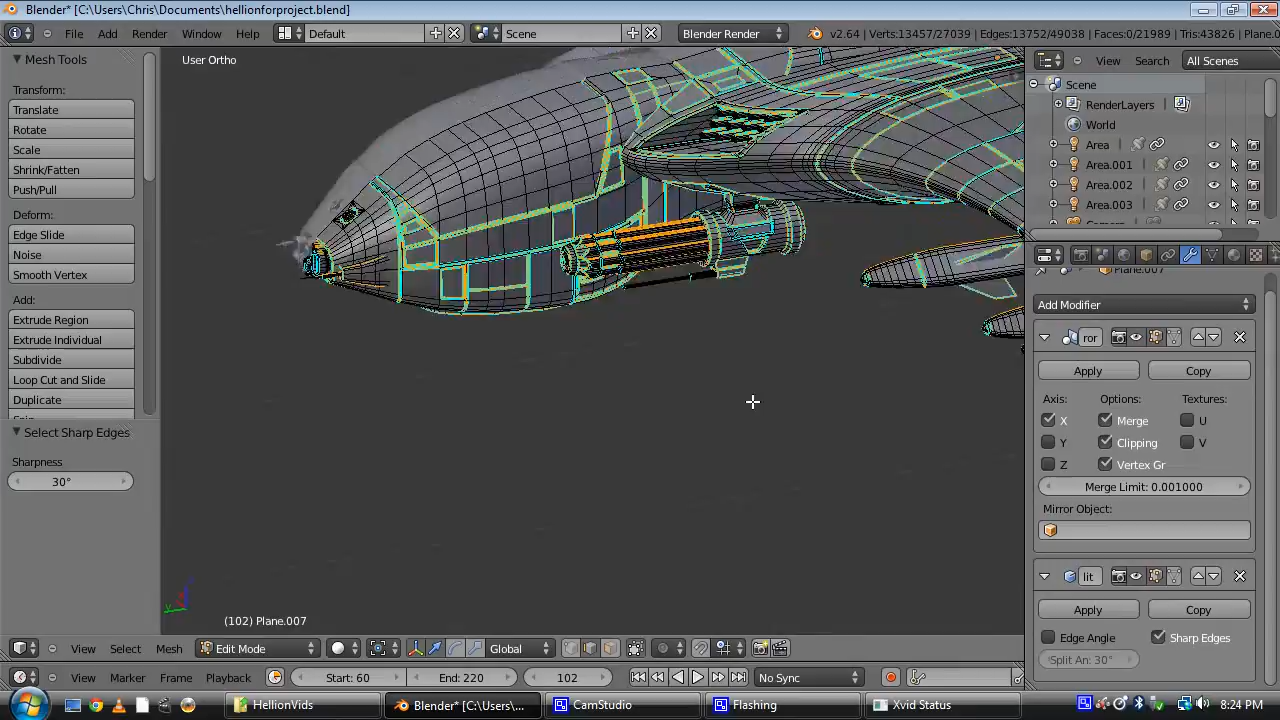 Blender* [C:\Users\Chris\Documents\hellionforproject.blend]
File Add Render Window Help Default Scene Blender Render v2.64 | Verts:13457/27039 | Edges:13752/49038 | Faces:0/21989 | Tris:43826 | Plane.0
Mesh Tools
Transform:
Translate
Rotate
Scale
Shrink/Fatten
Push/Pull
Deform:
Edge Slide
Noise
Smooth Vertex
Add:
Extrude Region
Extrude Individual
Subdivide
Loop Cut and Slide
Duplicate
Select Sharp Edges
Sharpness
30°
User Ortho
(102) Plane.007
View Search All Scenes
Scene
RenderLayers
World
Area
Area.001
Area.002
Area.003
Plane.007
Add Modifier
ror
Apply Copy
Axis: Options: Textures:
X Merge U
Y Clipping V
Z Vertex Gr
Merge Limit: 0.001000
Mirror Object:
lit
Apply Copy
Edge Angle Sharp Edges
Split An: 30°
View Select Mesh Edit Mode Global
View Marker Frame Playback Start: 60 End: 220 102 No Sync
HellionVids Blender* [C:\Users\C... CamStudio Flashing Xvid Status 8:24 PM